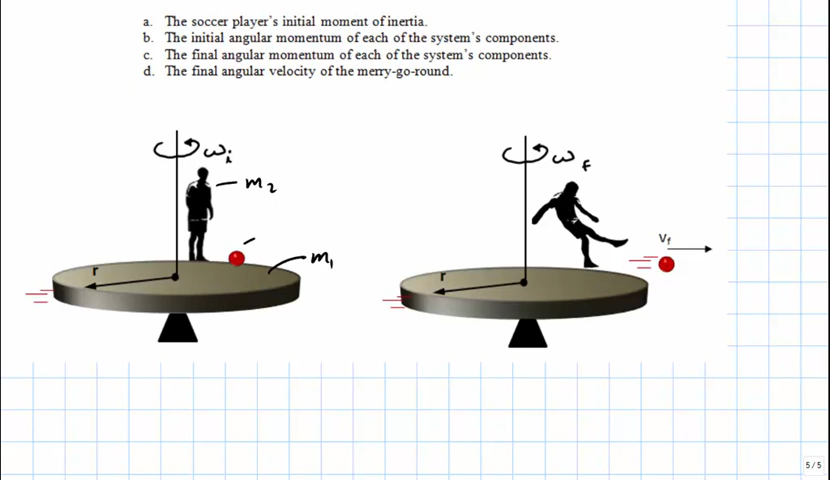 a. The soccer player's initial moment of inertia.
b. The initial angular momentum of each of the system's components.
c. The final angular momentum of each of the system's components.
d. The final angular velocity of the merry-go-round.
ωi
ωf
m2
vf
m1
r
r
5/5